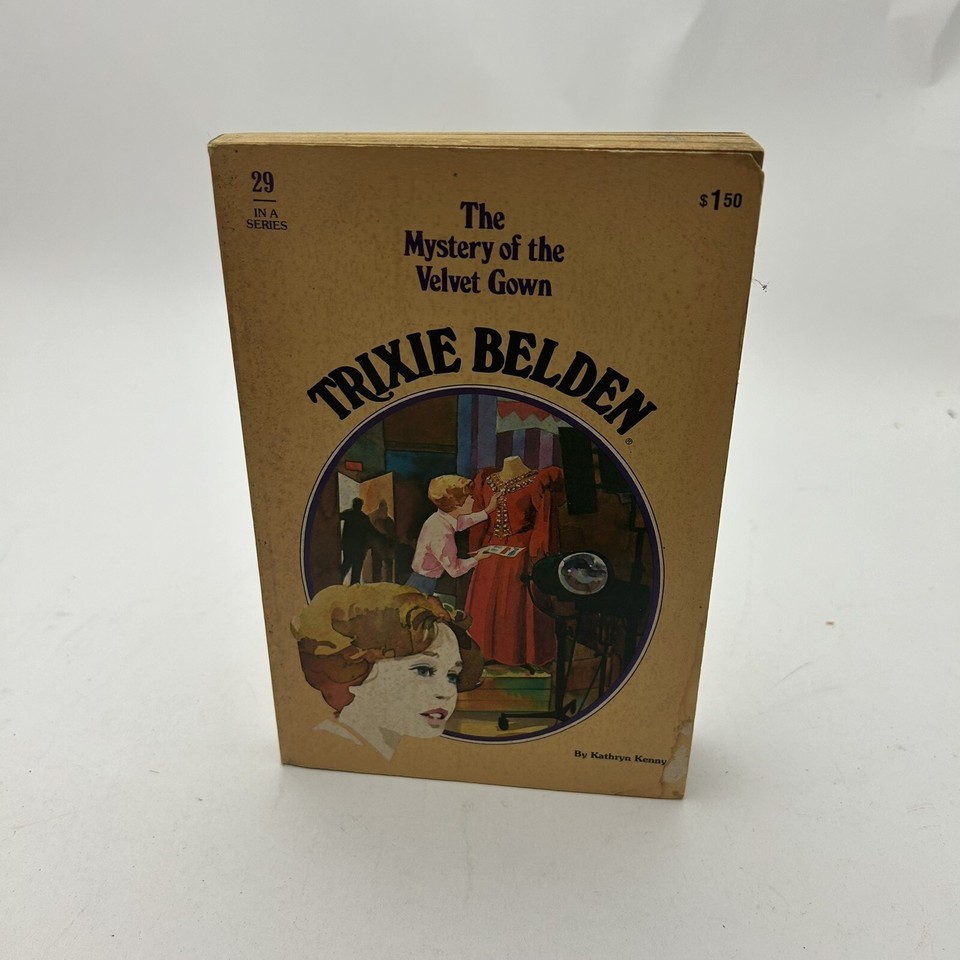 29
IN A
SERIES
$1.50
The
Mystery of the
Velvet Gown
TRIXIE BELDEN®
By Kathryn Kenny